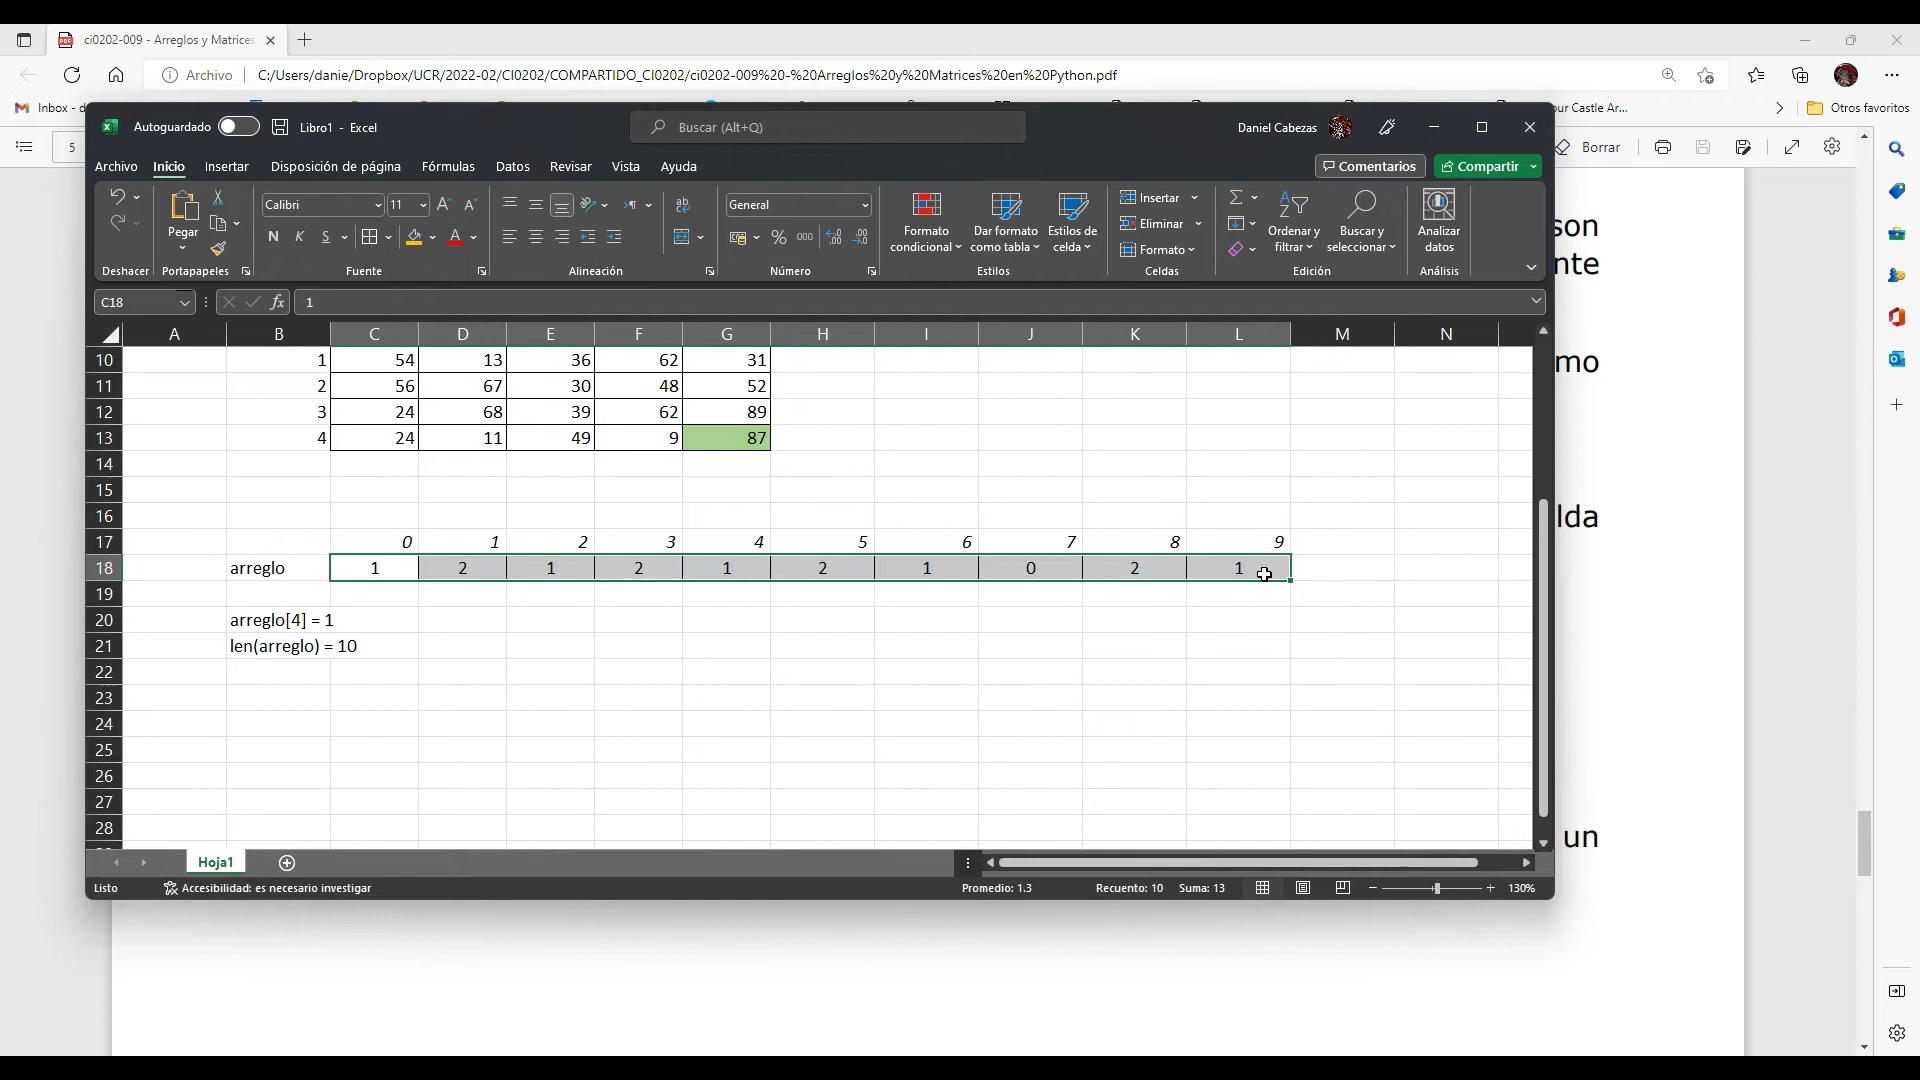 ci0202-009 - Arreglos y Matrices
Archivo C:/Users/danie/Dropbox/UCR/2022-02/CI0202/COMPARTIDO_CI0202/ci0202-009%20-%20Arreglos%20y%20Matrices%20en%20Python.pdf
Inbox - d
our Castle Ar...
Otros favoritos
5
Borrar
Autoguardado
Libro1 - Excel
Buscar (Alt+Q)
Daniel Cabezas
Archivo Inicio Insertar Disposición de página Fórmulas Datos Revisar Vista Ayuda
Comentarios
Compartir
Pegar
Calibri 11
N K S
General
% 000
Formato condicional
Dar formato como tabla
Estilos de celda
Insertar
Eliminar
Formato
Ordenar y filtrar
Buscar y seleccionar
Analizar datos
Deshacer Portapapeles Fuente Alineación Número Estilos Celdas Edición Análisis
C18 fx 1
A B C D E F G H I J K L M N
10 1 54 13 36 62 31
11 2 56 67 30 48 52
12 3 24 68 39 62 89
13 4 24 11 49 9 87
14
15
16
17 0 1 2 3 4 5 6 7 8 9
18 arreglo 1 2 1 2 1 2 1 0 2 1
19
20 arreglo[4] = 1
21 len(arreglo) = 10
22
23
24
25
26
27
28
Hoja1
Listo Accesibilidad: es necesario investigar Promedio: 1.3 Recuento: 10 Suma: 13 130%
son
nte
mo
lda
un